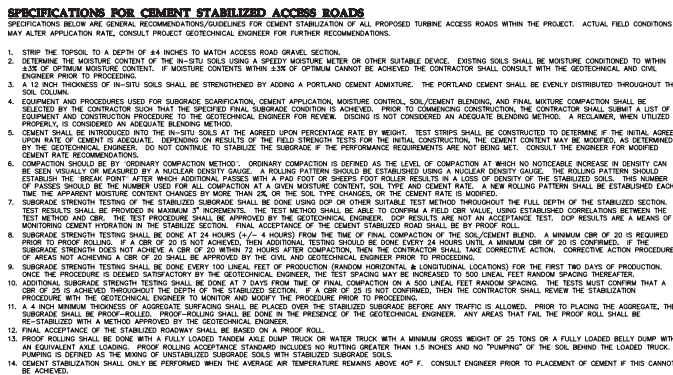 SPECIFICATIONS FOR CEMENT STABILIZED ACCESS ROADS
SPECIFICATIONS BELOW ARE GENERAL RECOMMENDATIONS/GUIDELINES FOR CEMENT STABILIZATION OF ALL PROPOSED TURBINE ACCESS ROADS WITHIN THE PROJECT. ACTUAL FIELD CONDITIONS
MAY ALTER APPLICATION RATE, CONSULT PROJECT GEOTECHNICAL ENGINEER FOR FURTHER RECOMMENDATIONS.
1. STRIP THE TOPSOIL TO A DEPTH OF ±4 INCHES TO MATCH ACCESS ROAD GRAVEL SECTION.
2. DETERMINE THE MOISTURE CONTENT OF THE IN-SITU SOILS USING A SPEEDY MOISTURE METER OR OTHER SUITABLE DEVICE. EXISTING SOILS SHALL BE MOISTURE CONDITIONED TO WITHIN
±3% OF OPTIMUM MOISTURE CONTENT. IF MOISTURE CONTENTS WITHIN ±3% OF OPTIMUM CANNOT BE ACHIEVED THE CONTRACTOR SHALL CONSULT WITH THE GEOTECHNICAL AND CIVIL
ENGINEER PRIOR TO PROCEEDING.
3. A 12 INCH THICKNESS OF IN-SITU SOILS SHALL BE STRENGTHENED BY ADDING A PORTLAND CEMENT ADMIXTURE. THE PORTLAND CEMENT SHALL BE EVENLY DISTRIBUTED THROUGHOUT TH
SOIL COLUMN.
4. EQUIPMENT AND PROCEDURES USED FOR SUBGRADE SCARIFICATION, CEMENT APPLICATION, MOISTURE CONTROL, SOIL/CEMENT BLENDING, AND FINAL MIXTURE COMPACTION SHALL BE
SELECTED BY THE CONTRACTOR SUCH THAT THE SPECIFIED FINAL SUBGRADE CONDITION IS ACHIEVED. PRIOR TO COMMENCING CONSTRUCTION, THE CONTRACTOR SHALL SUBMIT A LIST OF
EQUIPMENT AND CONSTRUCTION PROCEDURE TO THE GEOTECHNICAL ENGINEER FOR REVIEW. DISCING IS NOT CONSIDERED AN ADEQUATE BLENDING METHOD. A RECLAIMER, WHEN UTILIZED
PROPERLY, IS CONSIDERED AN ADEQUATE BLENDING METHOD.
5. CEMENT SHALL BE INTRODUCED INTO THE IN-SITU SOILS AT THE AGREED UPON PERCENTAGE RATE BY WEIGHT. TEST STRIPS SHALL BE CONSTRUCTED TO DETERMINE IF THE INITIAL AGREE
UPON RATE OF CEMENT IS ADEQUATE. DEPENDING ON RESULTS OF THE FIELD STRENGTH TESTS FOR THE INITIAL CONSTRUCTION, THE CEMENT CONTENT MAY BE MODIFIED, AS DETERMINED
BY THE GEOTECHNICAL ENGINEER. DO NOT CONTINUE TO STABILIZE THE SUBGRADE IF THE PERFORMANCE REQUIREMENTS ARE NOT BEING MET. CONSULT THE ENGINEER FOR MODIFIED
CEMENT RATE RECOMMENDATIONS.
6. COMPACTION SHOULD BE BY "ORDINARY COMPACTION METHOD". ORDINARY COMPACTION IS DEFINED AS THE LEVEL OF COMPACTION AT WHICH NO NOTICEABLE INCREASE IN DENSITY CAN
BE SEEN VISUALLY OR MEASURED BY A NUCLEAR DENSITY GAUGE. A ROLLING PATTERN SHOULD BE ESTABLISHED USING A NUCLEAR DENSITY GAUGE. THE ROLLING PATTERN SHOULD
ESTABLISH THE "BREAK POINT" AFTER WHICH ADDITIONAL PASSES WITH A PAD FOOT OR SHEEPS FOOT ROLLER RESULTS IN A LOSS OF DENSITY OF THE STABILIZED SOILS. THIS NUMBER
OF PASSES SHOULD BE THE NUMBER USED FOR ALL COMPACTION AT A GIVEN MOISTURE CONTENT, SOIL TYPE AND CEMENT RATE. A NEW ROLLING PATTERN SHALL BE ESTABLISHED EACH
TIME THE APPARENT MOISTURE CONTENT CHANGES BY MORE THAN 2%, OR THE SOIL TYPE CHANGES, OR THE CEMENT RATE IS MODIFIED.
7. SUBGRADE STRENGTH TESTING OF THE STABILIZED SUBGRADE SHALL BE DONE USING DCP OR OTHER SUITABLE TEST METHOD THROUGHOUT THE FULL DEPTH OF THE STABILIZED SECTION.
TEST RESULTS SHALL BE PROVIDED IN MAXIMUM 3" INCREMENTS. THE TEST METHOD SHALL BE ABLE TO CONFIRM A FIELD CBR VALUE, USING ESTABLISHED CORRELATIONS BETWEEN THE
TEST METHOD AND CBR. THE TEST PROCEDURE SHALL BE APPROVED BY THE GEOTECHNICAL ENGINEER. DCP RESULTS ARE NOT AN ACCEPTANCE TEST. DCP RESULTS ARE A MEANS OF
MONITORING CEMENT HYDRATION IN THE STABILIZE SECTION. FINAL ACCEPTANCE OF THE CEMENT STABILIZED ROAD SHALL BE BY PROOF ROLL.
8. SUBGRADE STRENGTH TESTING SHALL BE DONE AT 24 HOURS (+/- 4 HOURS) FROM THE TIME OF FINAL COMPACTION OF THE SOIL/CEMENT BLEND. A MINIMUM CBR OF 20 IS REQUIRED
PRIOR TO PROOF ROLLING. IF A CBR OF 20 IS NOT ACHIEVED, THEN ADDITIONAL TESTING SHOULD BE DONE EVERY 24 HOURS UNTIL A MINIMUM CBR OF 20 IS CONFIRMED. IF THE
SUBGRADE STRENGTH DOES NOT ACHIEVE A CBR OF 20 WITHIN 72 HOURS AFTER COMPACTION, THEN THE CONTRACTOR SHALL TAKE CORRECTIVE ACTION. CORRECTIVE ACTION PROCEDURE
OF AREAS NOT ACHIEVING A CBR OF 20 SHALL BE APPROVED BY THE CIVIL AND GEOTECHNICAL ENGINEER PRIOR TO PROCEEDING.
9. SUBGRADE STRENGTH TESTING SHALL BE DONE EVERY 100 LINEAL FEET OF PRODUCTION (RANDOM HORIZONTAL & LONGITUDINAL LOCATIONS) FOR THE FIRST TWO DAYS OF PRODUCTION.
ONCE THE PROCEDURE IS DEEMED SATISFACTORY BY THE GEOTECHNICAL ENGINEER, THE TEST SPACING MAY BE INCREASED TO 500 LINEAL FEET RANDOM SPACING THEREAFTER.
10. ADDITIONAL SUBGRADE STRENGTH TESTING SHALL BE DONE AT 7 DAYS FROM TIME OF FINAL COMPACTION ON A 500 LINEAL FEET RANDOM SPACING. THE TESTS MUST CONFIRM THAT A
CBR OF 25 IS ACHIEVED THROUGHOUT THE DEPTH OF THE STABILIZED SECTION. IF A CBR OF 25 IS NOT CONFIRMED, THEN THE CONTRACTOR SHALL REVIEW THE STABILIZATION
PROCEDURE WITH THE GEOTECHNICAL ENGINEER TO MONITOR AND MODIFY THE PROCEDURE PRIOR TO PROCEEDING.
11. A 4 INCH MINIMUM THICKNESS OF AGGREGATE SURFACING SHALL BE PLACED OVER THE STABILIZED SUBGRADE BEFORE ANY TRAFFIC IS ALLOWED. PRIOR TO PLACING THE AGGREGATE, TH
SUBGRADE SHALL BE PROOF-ROLLED. PROOF-ROLLING SHALL BE DONE IN THE PRESENCE OF THE GEOTECHNICAL ENGINEER. ANY AREAS THAT FAIL THE PROOF ROLL SHALL BE
RE-STABILIZED WITH A METHOD APPROVED BY THE GEOTECHNICAL ENGINEER.
12. FINAL ACCEPTANCE OF THE STABILIZED ROADWAY SHALL BE BASED ON A PROOF ROLL.
13. PROOF ROLLING SHALL BE DONE WITH A FULLY LOADED TANDEM AXLE DUMP TRUCK OR WATER TRUCK WITH A MINIMUM GROSS WEIGHT OF 25 TONS OR A FULLY LOADED BELLY DUMP WIT
AN EQUIVALENT AXLE LOADING. PROOF ROLLING ACCEPTANCE STANDARD INCLUDES NO RUTTING GREATER THAN 1.5 INCHES AND NO "PUMPING" OF THE SOIL BEHIND THE LOADED TRUCK.
PUMPING IS DEFINED AS THE MIXING OF UNSTABILIZED SUBGRADE SOILS WITH STABILIZED SUBGRADE SOILS.
14. CEMENT STABILIZATION SHALL ONLY BE PERFORMED WHEN THE AVERAGE AIR TEMPERATURE REMAINS ABOVE 40° F. CONSULT ENGINEER PRIOR TO PLACEMENT OF CEMENT IF THIS CANNOT
BE ACHIEVED.